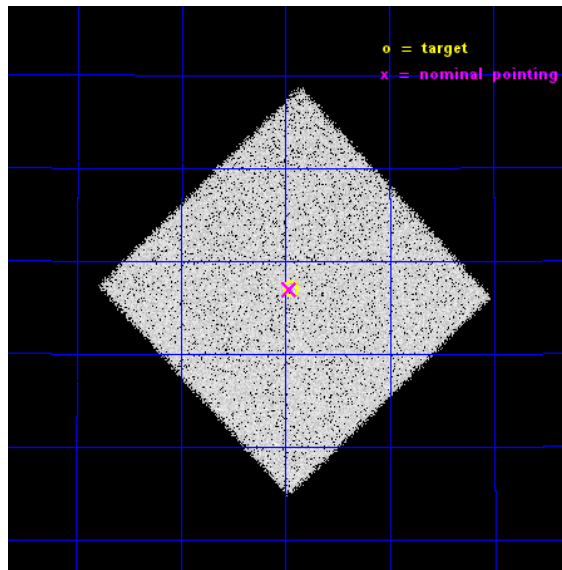 o = target
x = nominal pointing